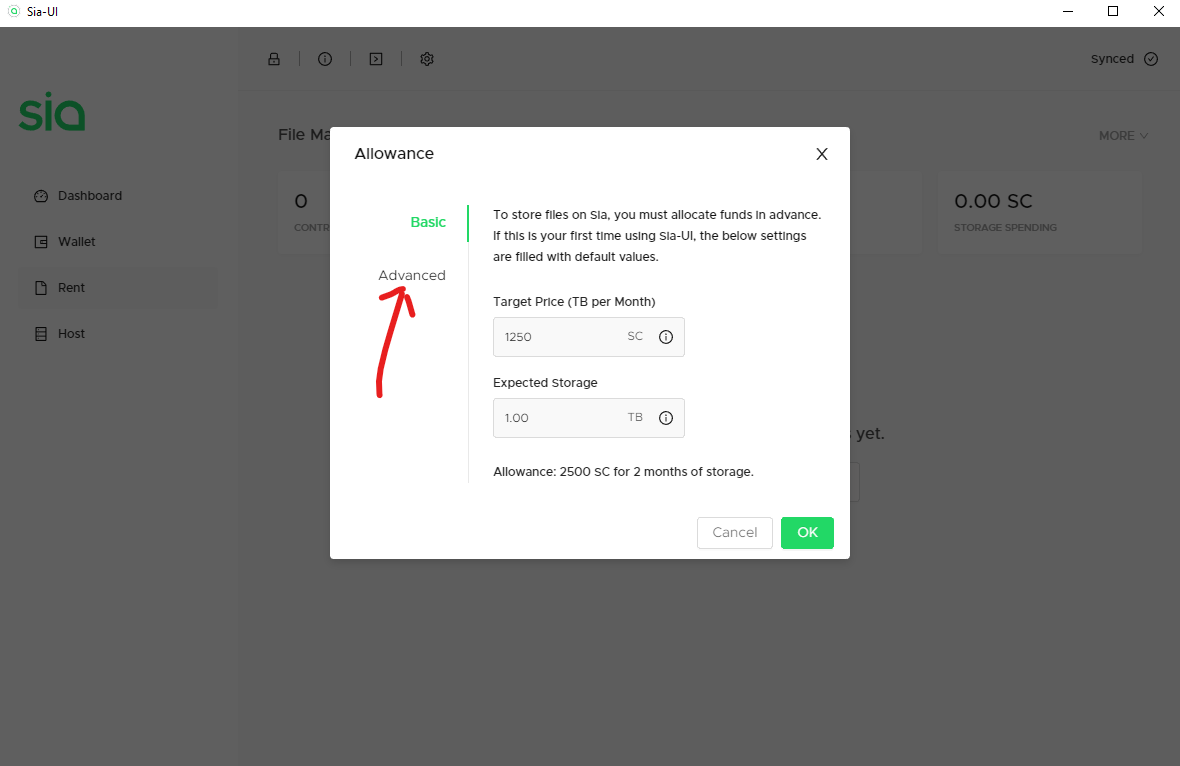 Sia-UI
Synced
sia
File Ma
MORE
Dashboard
Wallet
Rent
Host
0
CONTR
0.00 SC
STORAGE SPENDING
Allowance
X
Basic
Advanced
To store files on Sia, you must allocate funds in advance.
If this is your first time using Sia-UI, the below settings
are filled with default values.
Target Price (TB per Month)
1250 SC
Expected Storage
1.00 TB
Allowance: 2500 SC for 2 months of storage.
yet.
Cancel
OK